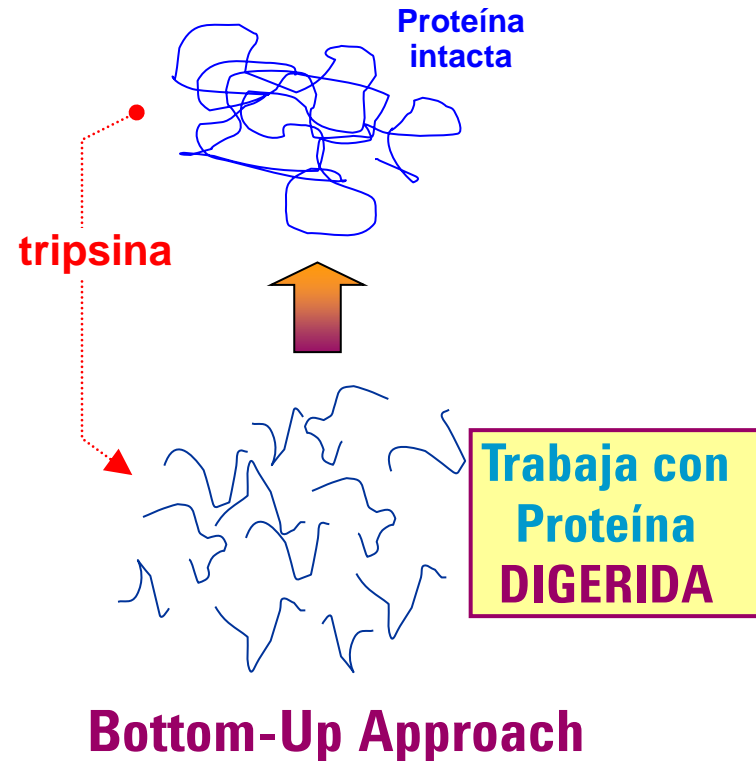 Proteína
intacta
tripsina
Trabaja con
Proteína
DIGERIDA
Bottom-Up Approach